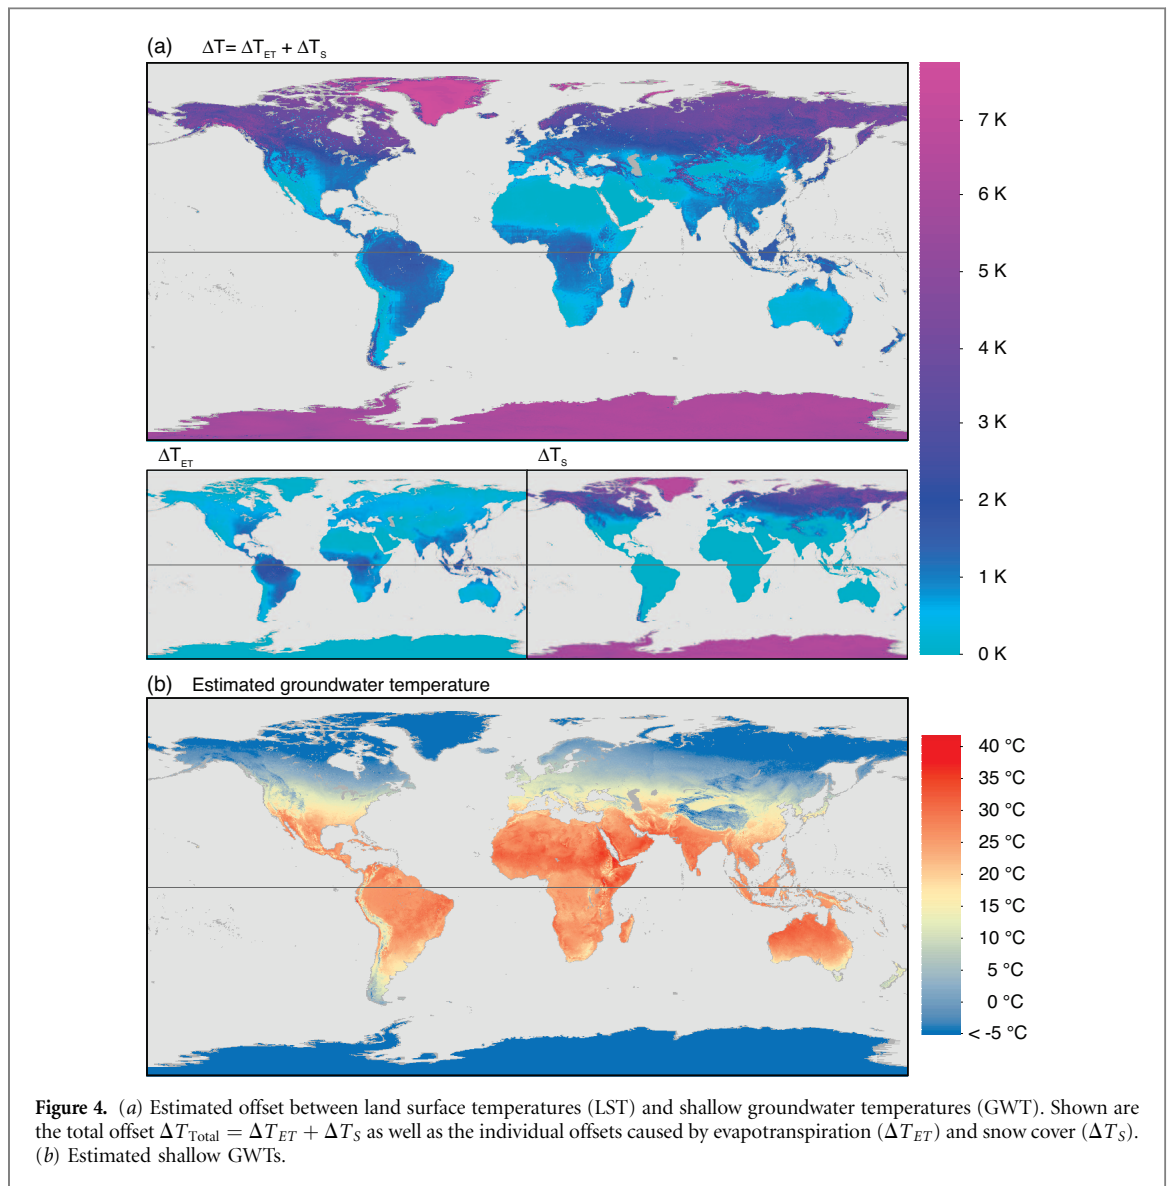 (a) ΔT= ΔT_ET + ΔT_S
7 K
6 K
5 K
4 K
3 K
2 K
1 K
0 K
ΔT_ET
ΔT_S
(b) Estimated groundwater temperature
40 °C
35 °C
30 °C
25 °C
20 °C
15 °C
10 °C
5 °C
0 °C
< -5 °C
Figure 4. (a) Estimated offset between land surface temperatures (LST) and shallow groundwater temperatures (GWT). Shown are
the total offset ΔT_Total = ΔT_ET + ΔT_S as well as the individual offsets caused by evapotranspiration (ΔT_ET) and snow cover (ΔT_S).
(b) Estimated shallow GWTs.